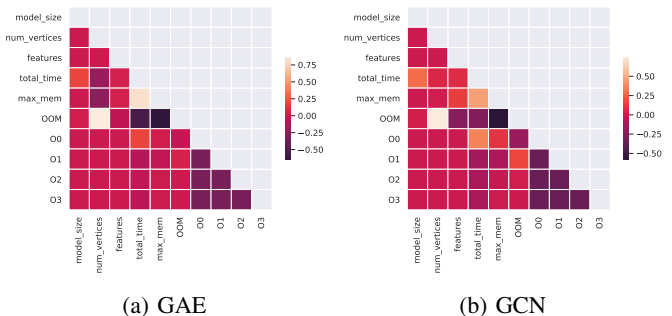 model_size
num_vertices
features
total_time
max_mem
OOM
O0
O1
O2
O3
model_size
num_vertices
features
total_time
max_mem
OOM
O0
O1
O2
O3
0.75
0.50
0.25
0.00
−0.25
−0.50
(a) GAE
model_size
num_vertices
features
total_time
max_mem
OOM
O0
O1
O2
O3
model_size
num_vertices
features
total_time
max_mem
OOM
O0
O1
O2
O3
0.50
0.25
0.00
−0.25
−0.50
(b) GCN